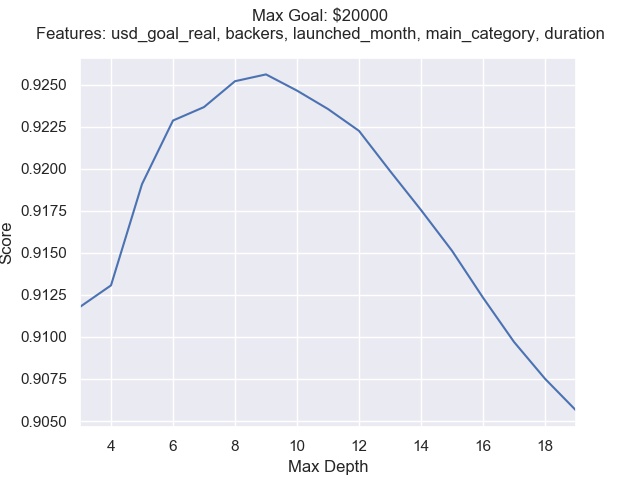 Max Goal: $20000
Features: usd_goal_real, backers, launched_month, main_category, duration
0.9250
0.9225
0.9200
0.9175
0.9150
0.9125
0.9100
0.9075
0.9050
Score
4 6 8 10 12 14 16 18
Max Depth